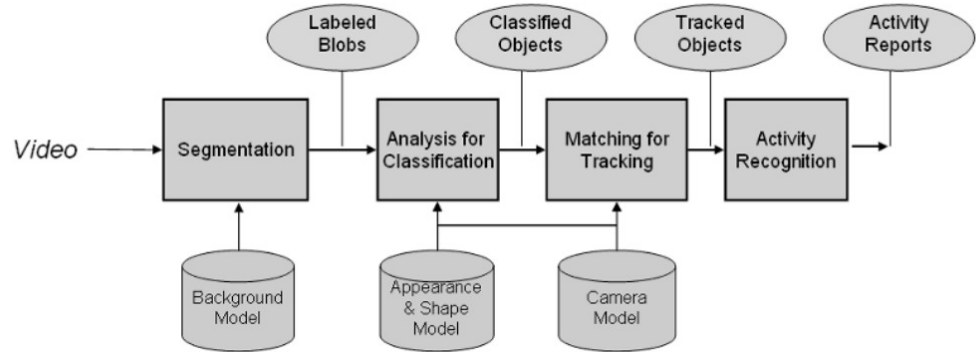 Labeled
Blobs
Classified
Objects
Tracked
Objects
Activity
Reports
Video
Segmentation
Analysis for
Classification
Matching for
Tracking
Activity
Recognition
Background
Model
Appearance
& Shape
Model
Camera
Model